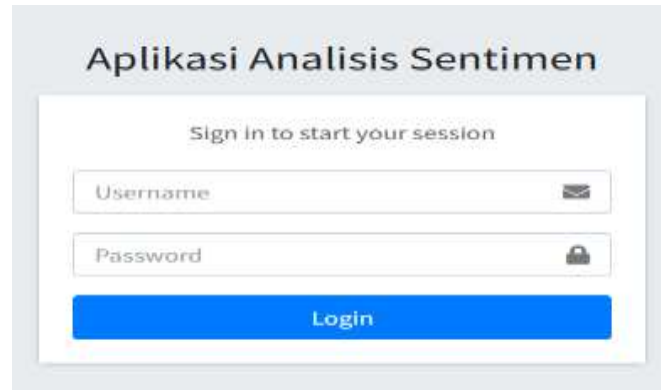 Aplikasi Analisis Sentimen
Sign in to start your session
Username
Password
Login